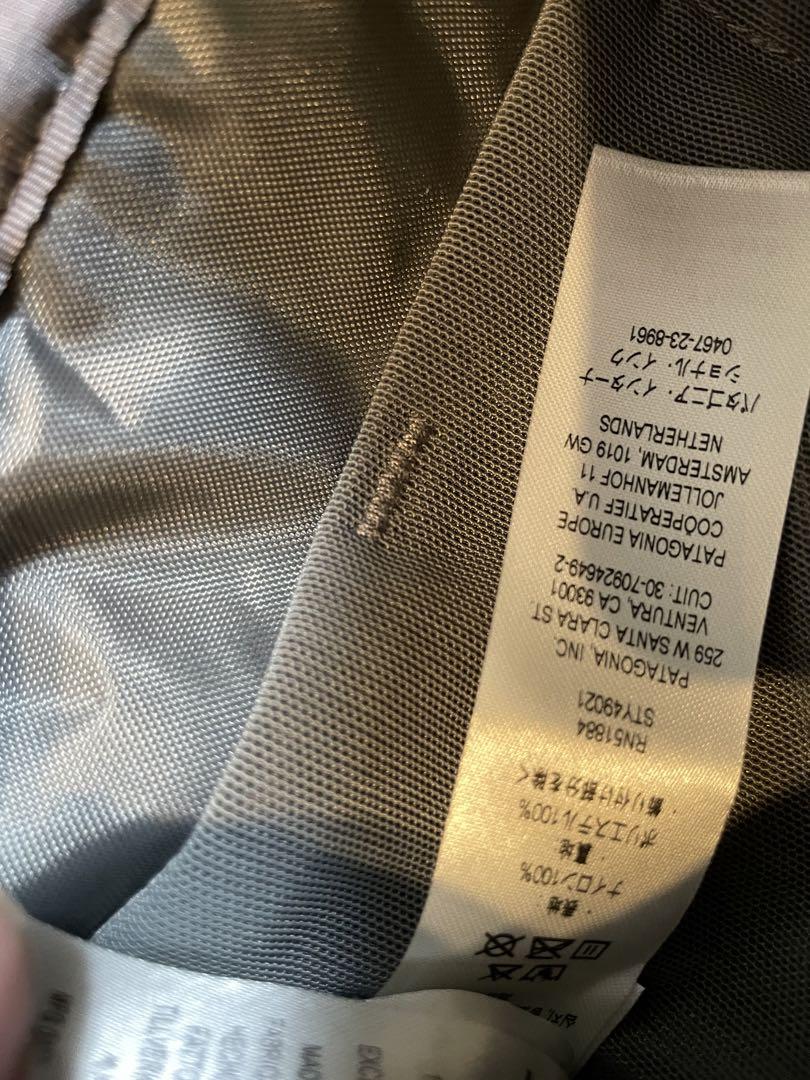 ・表地
ナイロン100%
・裏地
ポリエステル100%
・飾り付け部分を除く
RN51884
STY49021
PATAGONIA, INC.
259 W SANTA CLARA ST.
VENTURA, CA 93001
CUIT: 30-70924649-2
PATAGONIA EUROPE
COÖPERATIEF U.A.
JOLLEMANHOF 11
AMSTERDAM, 1019 GW
NETHERLANDS
パタゴニア・インターナ
ショナル・インク
0467-23-8961